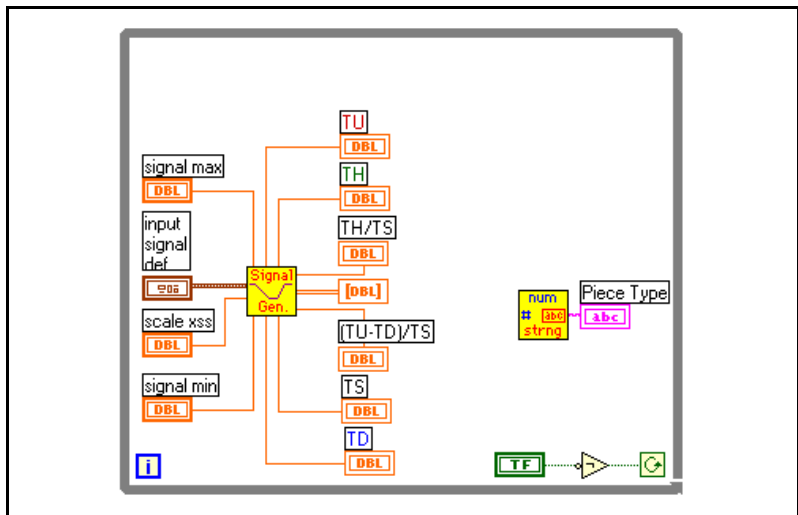 TU
DBL
signal max
TH
DBL
DBL
input
signal
def
TH/TS
DBL
Signal
Gen.
[DBL]
scale xss
DBL
(TU-TD)/TS
DBL
num
# abc
strng
Piece Type
abc
signal min
DBL
TS
DBL
TD
DBL
i
TF